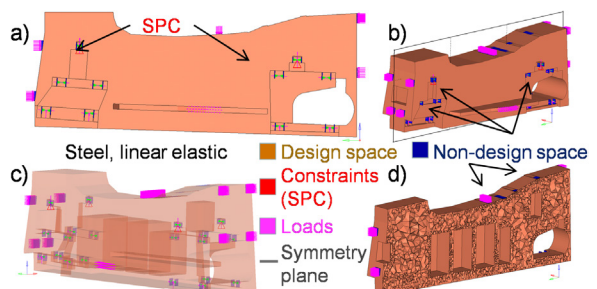 a)
SPC
b)
Steel, linear elastic
Design space
Non-design space
c)
Constraints
(SPC)
d)
Loads
Symmetry
plane